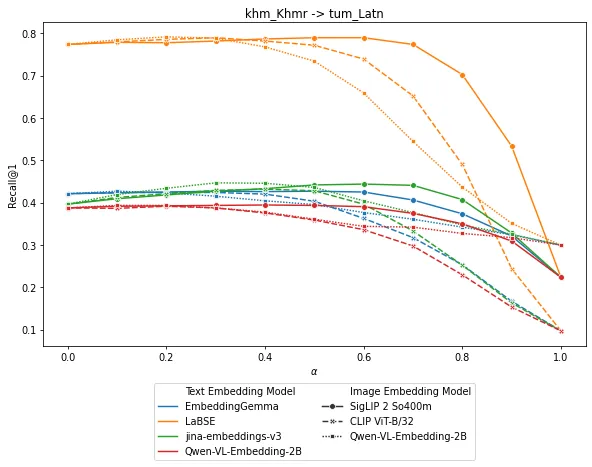 khm_Khmr -> tum_Latn
Recall@1
0.8
0.7
0.6
0.5
0.4
0.3
0.2
0.1
0.0 0.2 0.4 0.6 0.8 1.0
α
Text Embedding Model Image Embedding Model
EmbeddingGemma SigLIP 2 So400m
LaBSE CLIP ViT-B/32
jina-embeddings-v3 Qwen-VL-Embedding-2B
Qwen-VL-Embedding-2B